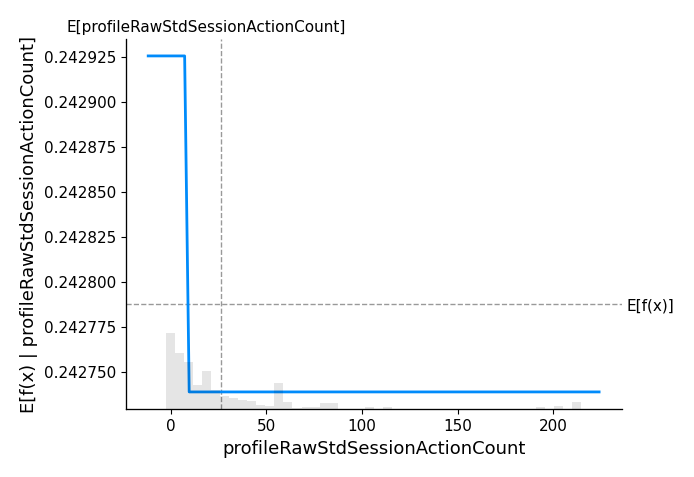 E[profileRawStdSessionActionCount]
0.242925
0.242900
0.242875
0.242850
0.242825
0.242800
0.242775
0.242750
E[f(x) | profileRawStdSessionActionCount]
E[f(x)]
0 50 100 150 200
profileRawStdSessionActionCount